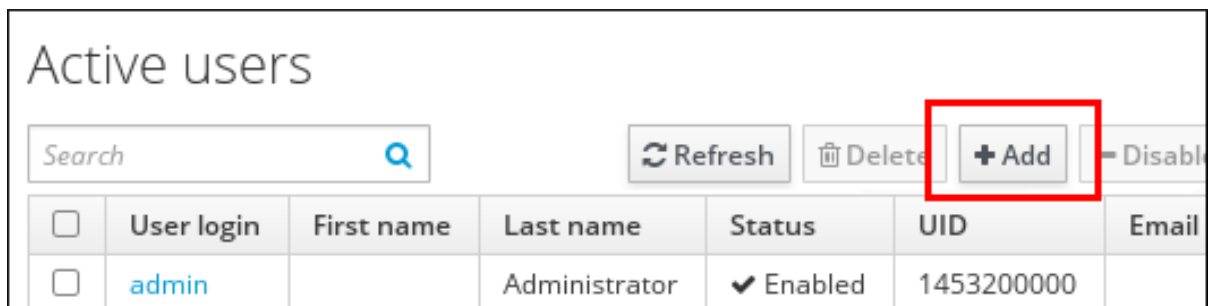 Active users
Search Refresh Delete + Add - Disabl
User login First name Last name Status UID Email
admin Administrator ✔ Enabled 1453200000